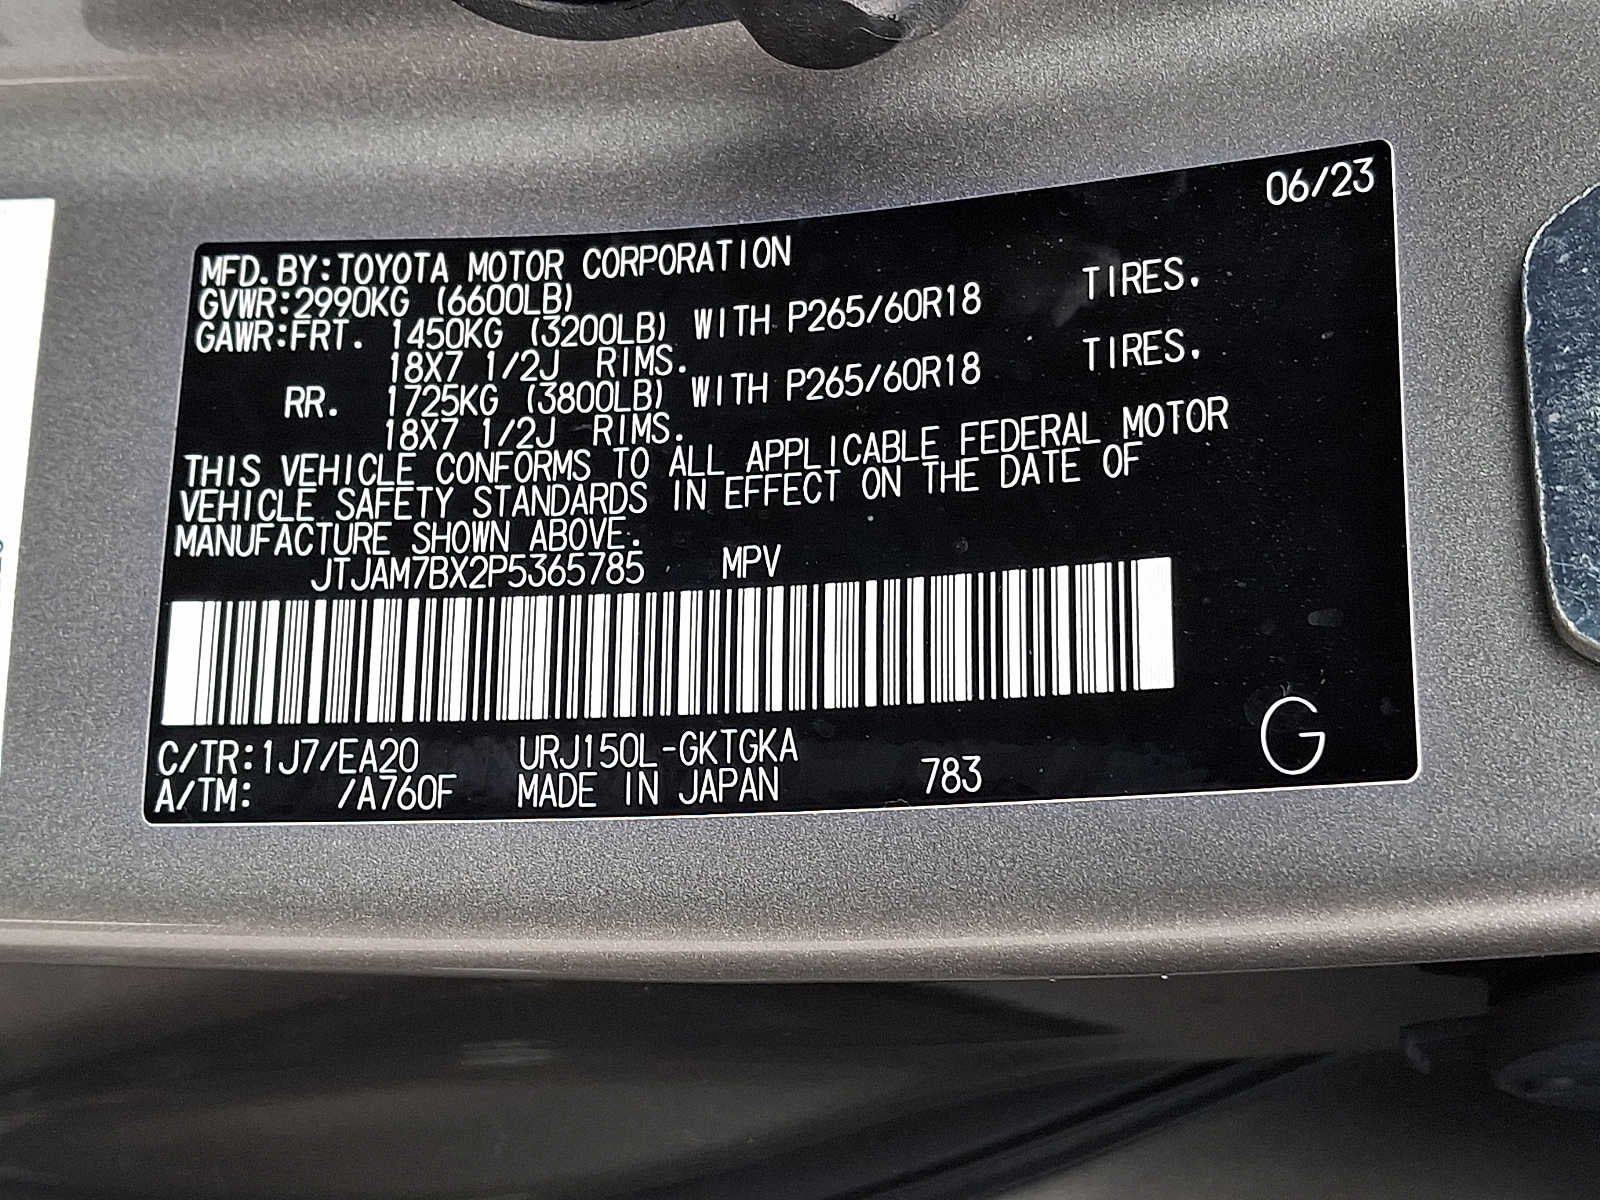 06/23
MFD.BY:TOYOTA MOTOR CORPORATION
GVWR:2990KG (6600LB)
GAWR:FRT. 1450KG (3200LB) WITH P265/60R18 TIRES.
18X7 1/2J RIMS.
RR. 1725KG (3800LB) WITH P265/60R18 TIRES.
18X7 1/2J RIMS.
THIS VEHICLE CONFORMS TO ALL APPLICABLE FEDERAL MOTOR
VEHICLE SAFETY STANDARDS IN EFFECT ON THE DATE OF
MANUFACTURE SHOWN ABOVE.
JTJAM7BX2P5365785 MPV
C/TR:1J7/EA20 URJ150L-GKTGKA
A/TM: /A760F MADE IN JAPAN 783 G